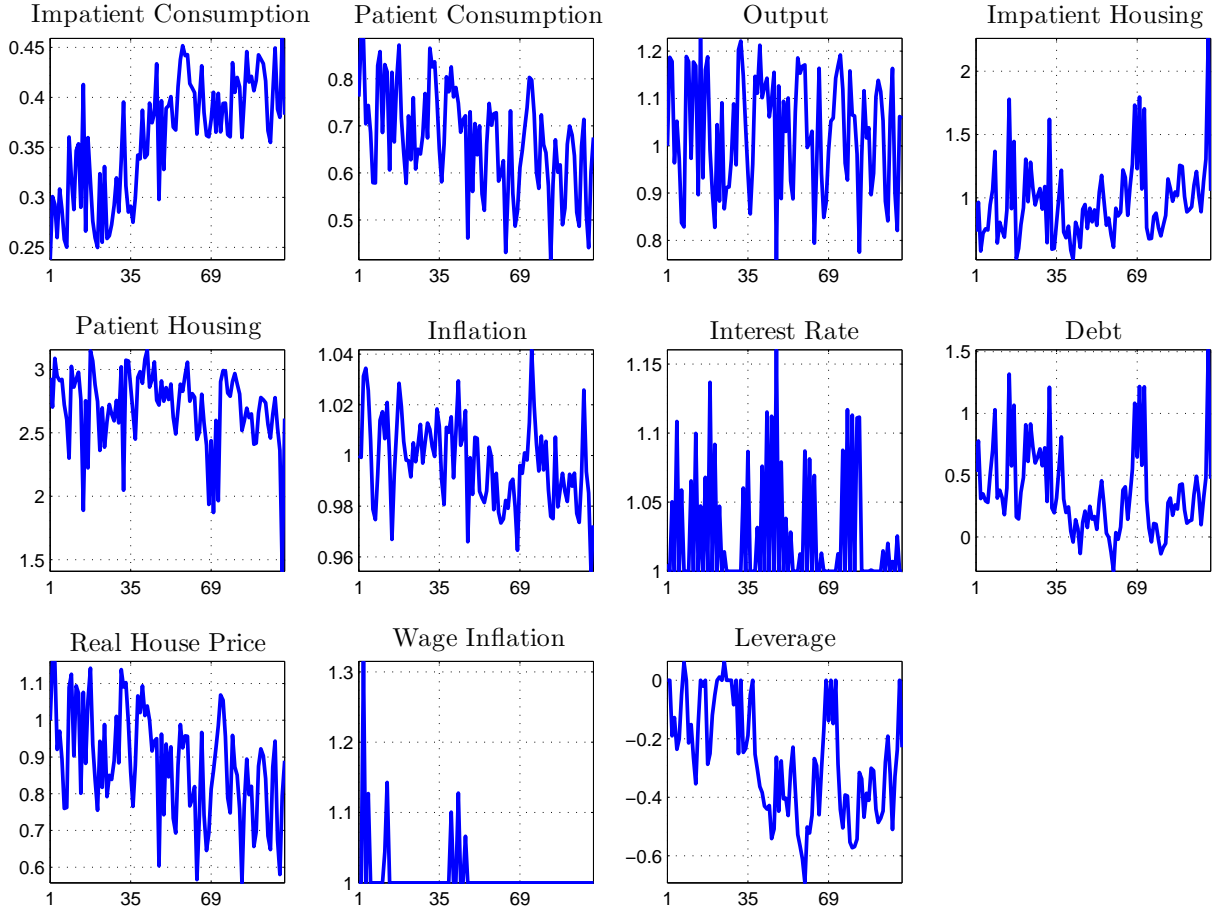 Impatient Consumption
0.45
0.4
0.35
0.3
0.25
1 35 69
Patient Consumption
0.8
0.7
0.6
0.5
1 35 69
Output
1.2
1.1
1
0.9
0.8
1 35 69
Impatient Housing
2
1.5
1
1 35 69
Patient Housing
3
2.5
2
1.5
1 35 69
Inflation
1.04
1.02
1
0.98
0.96
1 35 69
Interest Rate
1.15
1.1
1.05
1
1 35 69
Debt
1.5
1
0.5
0
1 35 69
Real House Price
1.1
1
0.9
0.8
0.7
0.6
1 35 69
Wage Inflation
1.3
1.2
1.1
1
1 35 69
Leverage
0
−0.2
−0.4
−0.6
1 35 69